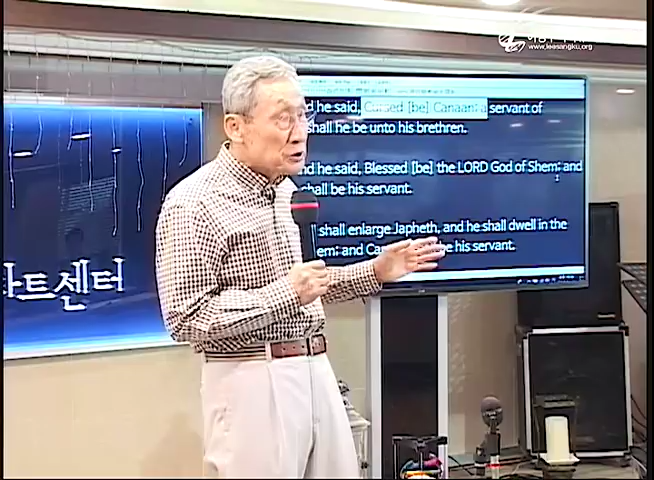 www.leesangkug.org
d he said, Cursed [be] Canaan; a servant of
shall he be unto his brethren.
nd he said, Blessed [be] the LORD God of Shem; and
shall be his servant.
shall enlarge Japheth, and he shall dwell in the
em; and Ca be his servant.
트센터